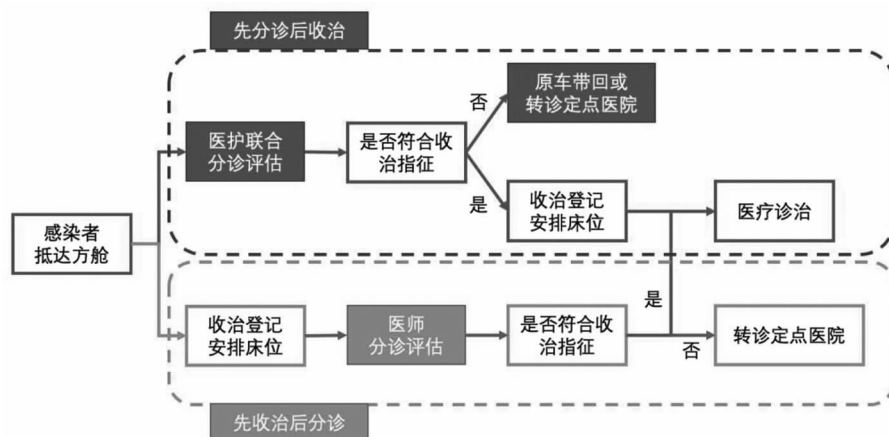 先分诊后收治
原车带回或
转诊定点医院
否
医护联合
分诊评估
是否符合收
治指征
是
收治登记
安排床位
医疗诊治
感染者
抵达方舱
是
收治登记
安排床位
医师
分诊评估
是否符合收
治指征
否
转诊定点医院
先收治后分诊